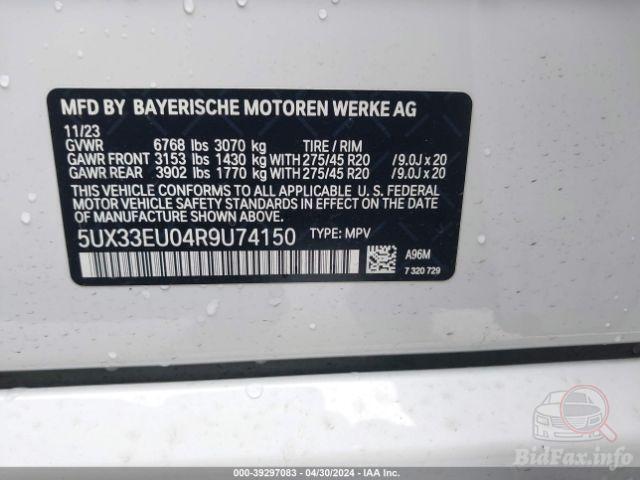 MFD BY BAYERISCHE MOTOREN WERKE AG
11/23
GVWR 6768 lbs 3070 kg TIRE / RIM
GAWR FRONT 3153 lbs 1430 kg WITH 275/45 R20 / 9.0J x 20
GAWR REAR 3902 lbs 1770 kg WITH 275/45 R20 / 9.0J x 20
THIS VEHICLE CONFORMS TO ALL APPLICABLE U. S. FEDERAL
MOTOR VEHICLE SAFETY STANDARDS IN EFFECT ON THE DATE
OF MANUFACTURE SHOWN ABOVE.
5UX33EU04R9U74150 TYPE: MPV
A96M
7 320 729
BidFax.info
000-39297083 - 04/30/2024 - IAA Inc.